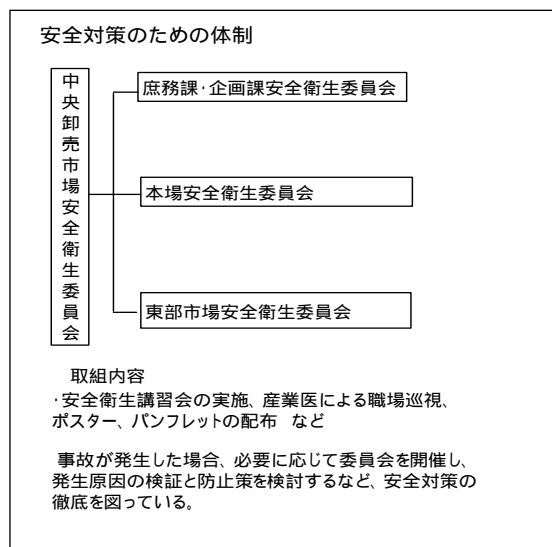 安全対策のための体制
中央卸売市場安全衛生委員会
庶務課・企画課安全衛生委員会
本場安全衛生委員会
東部市場安全衛生委員会
取組内容
・安全衛生講習会の実施、産業医による職場巡視、
ポスター、パンフレットの配布　など
事故が発生した場合、必要に応じて委員会を開催し、
発生原因の検証と防止策を検討するなど、安全対策の
徹底を図っている。